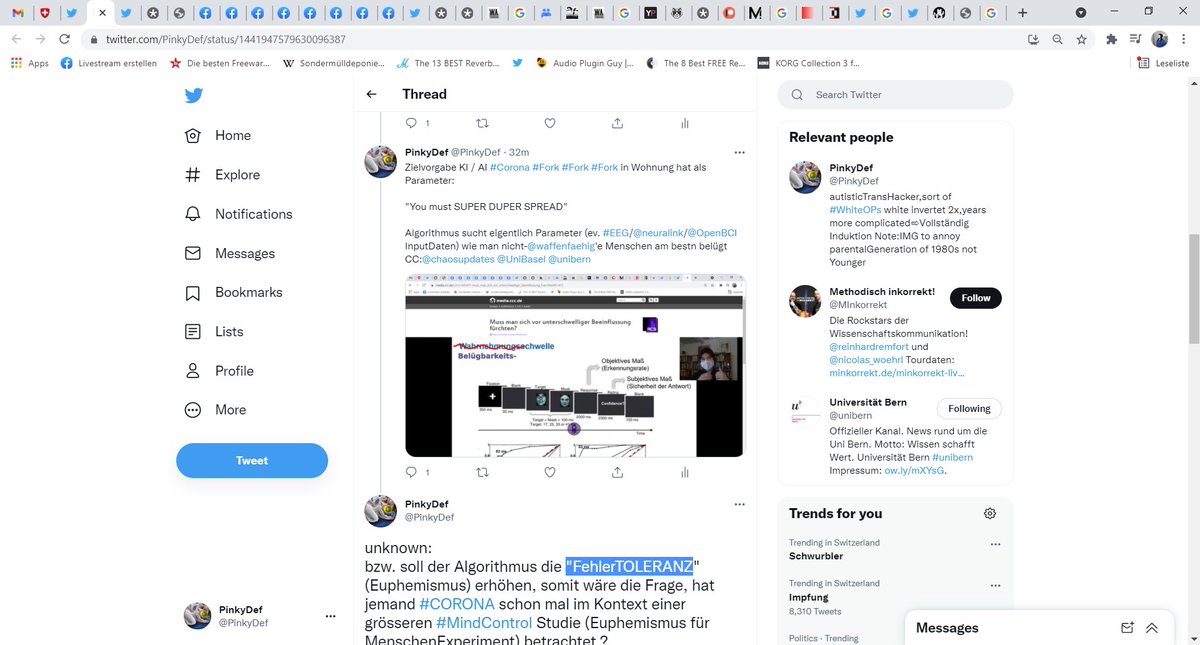 twitter.com/PinkyDef/status/1441947579630096387
Apps
Livestream erstellen
Die besten Freewar...
Sondermülldeponie...
The 13 BEST Reverb...
Audio Plugin Guy |...
The 8 Best FREE Re...
KORG Collection 3 f...
Leseliste
Home
Explore
Notifications
Messages
Bookmarks
Lists
Profile
More
Tweet
PinkyDef
@PinkyDef
Thread
1
PinkyDef @PinkyDef · 32m
Zielvorgabe KI / AI #Corona #Fork #Fork #Fork in Wohnung hat als
Parameter:
"You must SUPER DUPER SPREAD"
Algorithmus sucht eigentlich Parameter (ev. #EEG/@neuralink/@OpenBCI
InputDaten) wie man nicht-@waffenfaehig'e Menschen am bestn belügt
CC:@chaosupdates @UniBasel @unibern
media.ccc.de
Muss man sich vor unterschwelliger Beeinflussung
fürchten?
Wahrnehmungsschwelle
Belügbarkeits-
Objektives Maß
(Erkennungsrate)
Subjektives Maß
(Sicherheit der Antwort)
Fixation
Blank
Target
Mask
Response
Rating
Blank
Confidence?
Time
1
PinkyDef
@PinkyDef
unknown:
bzw. soll der Algorithmus die "FehlerTOLERANZ"
(Euphemismus) erhöhen, somit wäre die Frage, hat
jemand #CORONA schon mal im Kontext einer
grösseren #MindControl Studie (Euphemismus für
MenschenExperiment) betrachtet ?
Search Twitter
Relevant people
PinkyDef
@PinkyDef
autisticTransHacker,sort of
#WhiteOPs white invertet 2x,years
more complicated⇨Vollständig
Induktion Note:IMG to annoy
parentalGeneration of 1980s not
Younger
Methodisch inkorrekt!
@MInkorrekt
Follow
Die Rockstars der
Wissenschaftskommunikation!
@reinhardremfort und
@nicolas_woehrl Tourdaten:
minkorrekt.de/minkorrekt-liv...
Universität Bern
@unibern
Following
Offizieller Kanal. News rund um die
Uni Bern. Motto: Wissen schafft
Wert. Universität Bern #unibern
Impressum: ow.ly/mXYsG.
Trends for you
Trending in Switzerland
Schwurbler
Trending in Switzerland
Impfung
8,310 Tweets
Politics · Trending
Messages